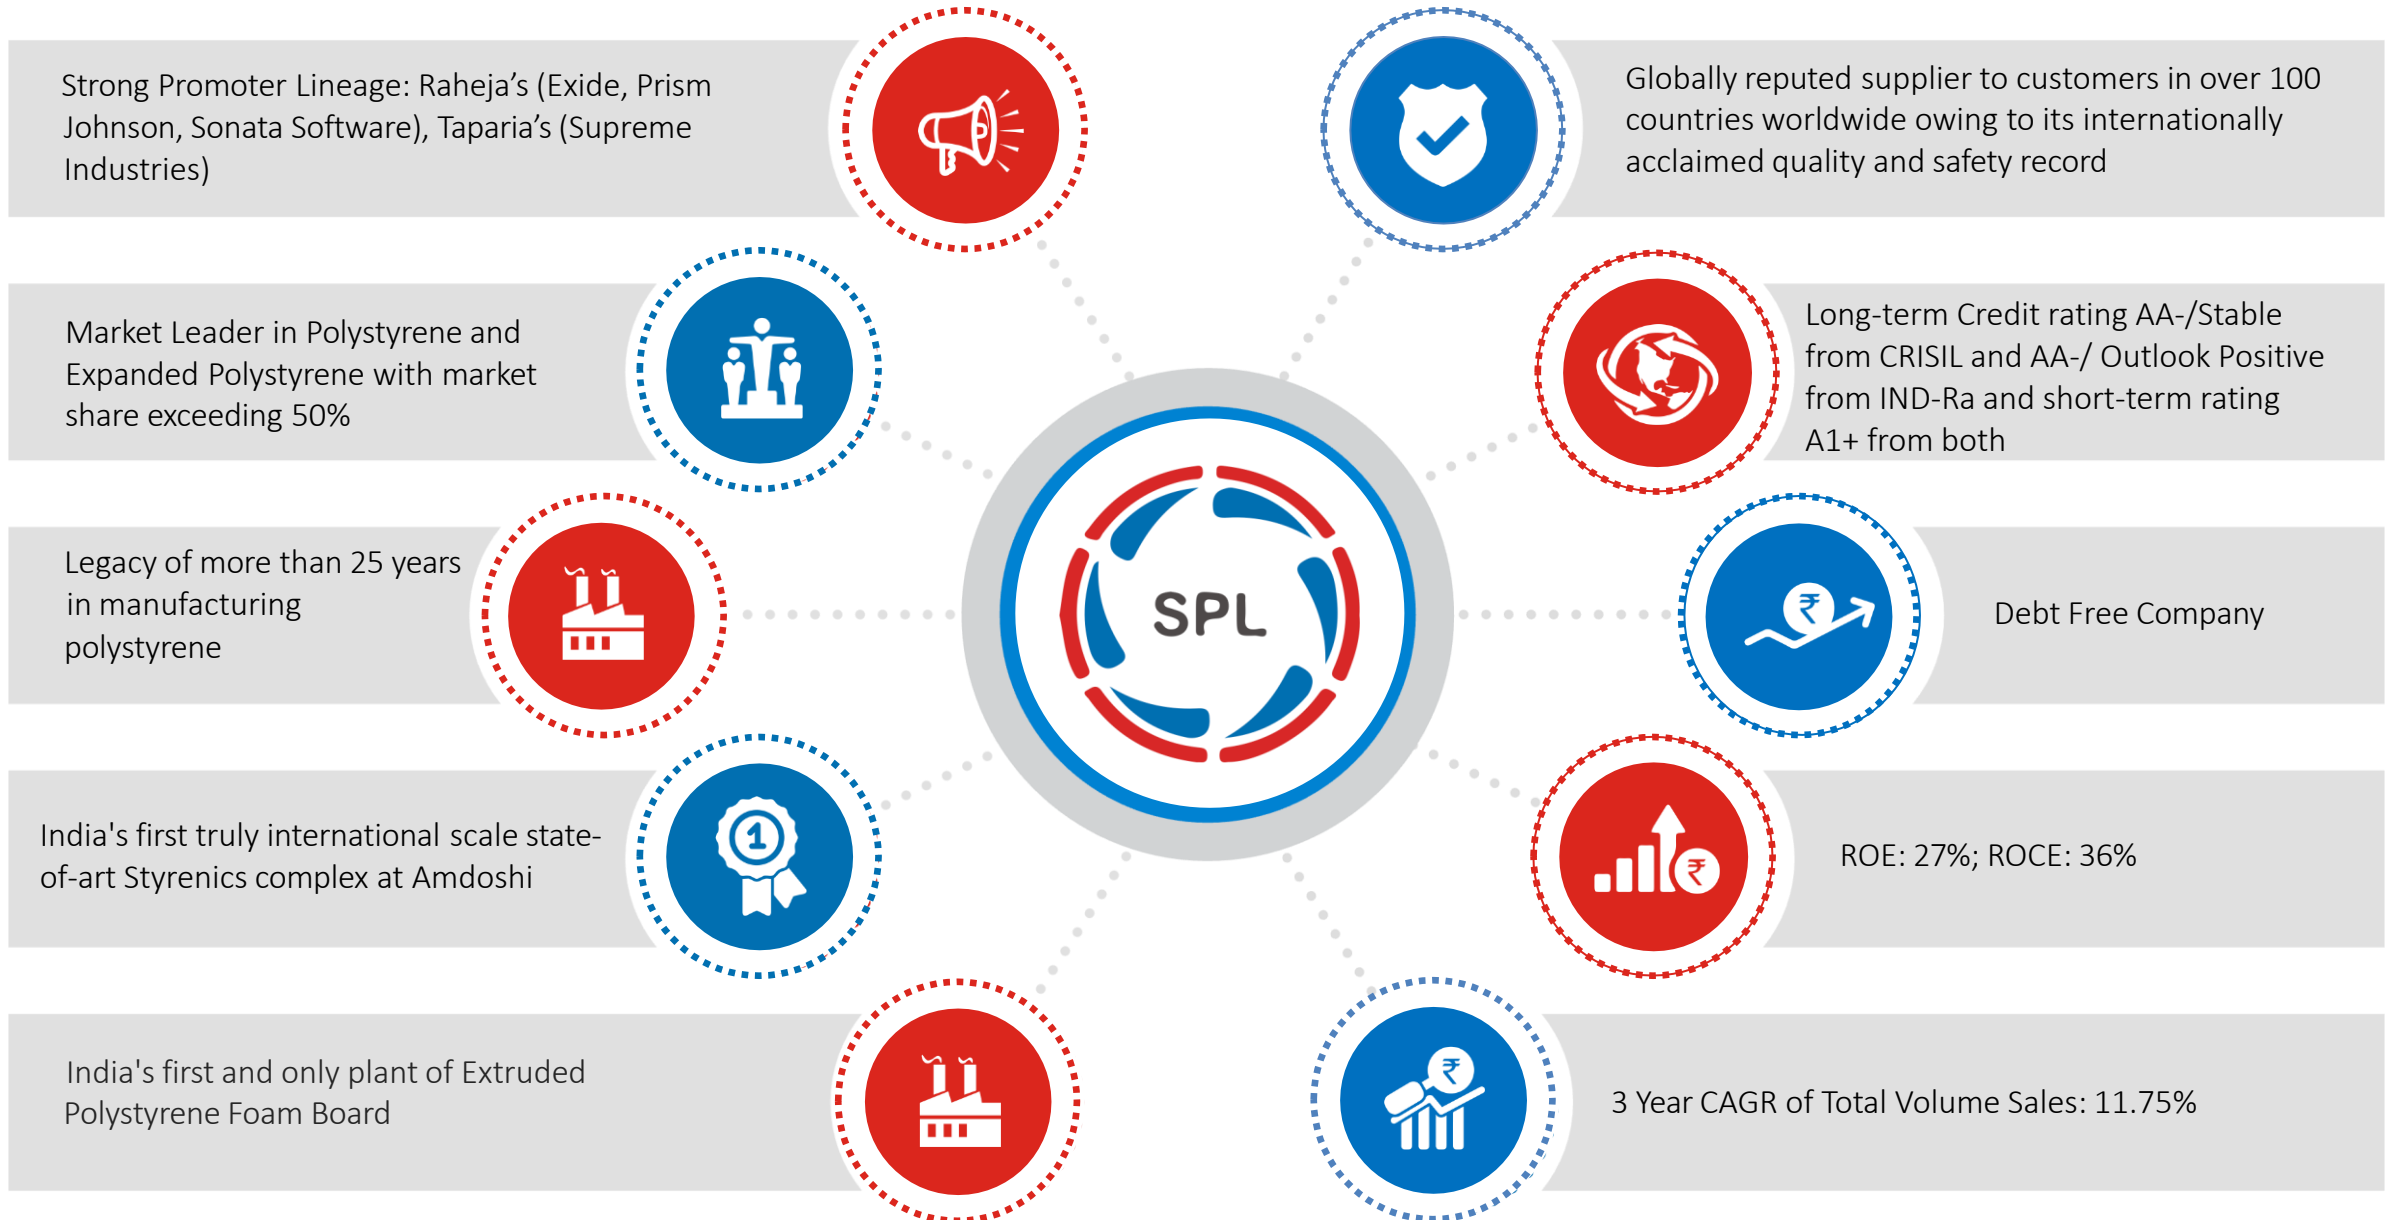 Strong Promoter Lineage: Raheja’s (Exide, Prism
Johnson, Sonata Software), Taparia’s (Supreme
Industries)
Market Leader in Polystyrene and
Expanded Polystyrene with market
share exceeding 50%
Legacy of more than 25 years
in manufacturing
polystyrene
India's first truly international scale state-
of-art Styrenics complex at Amdoshi
1
India's first and only plant of Extruded
Polystyrene Foam Board
SPL
Globally reputed supplier to customers in over 100
countries worldwide owing to its internationally
acclaimed quality and safety record
Long-term Credit rating AA-/Stable
from CRISIL and AA-/ Outlook Positive
from IND-Ra and short-term rating
A1+ from both
₹
Debt Free Company
₹
ROE: 27%; ROCE: 36%
₹
3 Year CAGR of Total Volume Sales: 11.75%